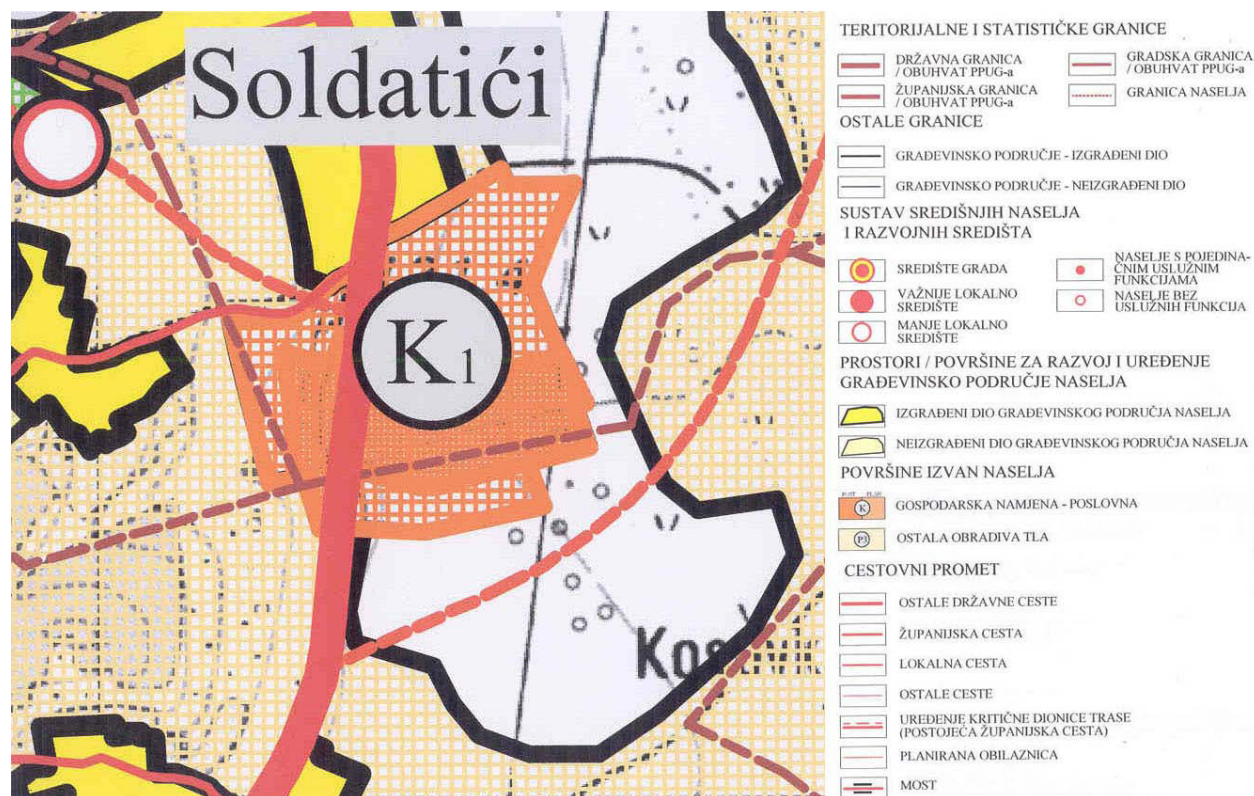 Soldatići
K1
Kos
TERITORIJALNE I STATISTIČKE GRANICE
DRŽAVNA GRANICA
/ OBUHVAT PPUG-a
GRADSKA GRANICA
/ OBUHVAT PPUG-a
ŽUPANIJSKA GRANICA
/ OBUHVAT PPUG-a
GRANICA NASELJA
OSTALE GRANICE
GRAĐEVINSKO PODRUČJE - IZGRAĐENI DIO
GRAĐEVINSKO PODRUČJE - NEIZGRAĐENI DIO
SUSTAV SREDIŠNJIH NASELJA
I RAZVOJNIH SREDIŠTA
SREDIŠTE GRADA
NASELJE S POJEDINA-
ČNIM USLUŽNIM
FUNKCIJAMA
VAŽNIJE LOKALNO
SREDIŠTE
NASELJE BEZ
USLUŽNIH FUNKCIJA
MANJE LOKALNO
SREDIŠTE
PROSTORI / POVRŠINE ZA RAZVOJ I UREĐENJE
GRAĐEVINSKO PODRUČJE NASELJA
IZGRAĐENI DIO GRAĐEVINSKOG PODRUČJA NASELJA
NEIZGRAĐENI DIO GRAĐEVINSKOG PODRUČJA NASELJA
POVRŠINE IZVAN NASELJA
K
GOSPODARSKA NAMJENA - POSLOVNA
P3
OSTALA OBRADIVA TLA
CESTOVNI PROMET
OSTALE DRŽAVNE CESTE
ŽUPANIJSKA CESTA
LOKALNA CESTA
OSTALE CESTE
UREĐENJE KRITIČNE DIONICE TRASE
(POSTOJEĆA ŽUPANIJSKA CESTA)
PLANIRANA OBILAZNICA
MOST